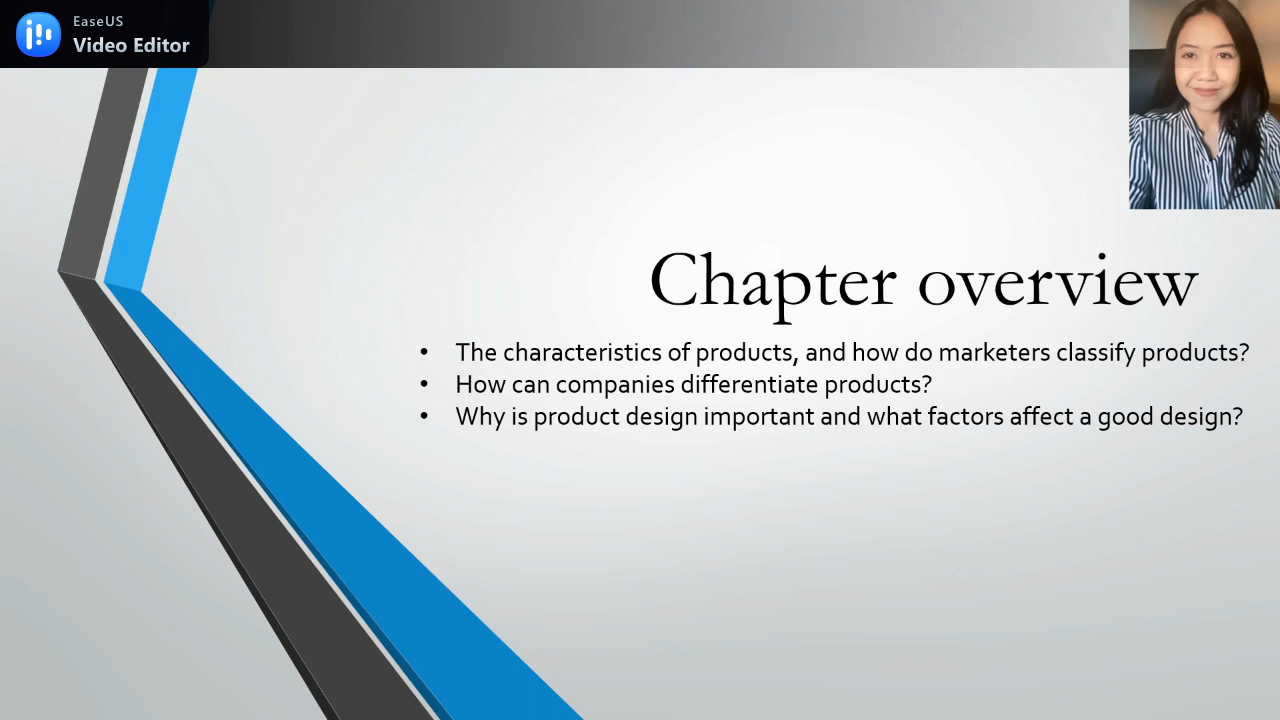 EaseUS
Video Editor
Chapter overview
• The characteristics of products, and how do marketers classify products?
• How can companies differentiate products?
• Why is product design important and what factors affect a good design?